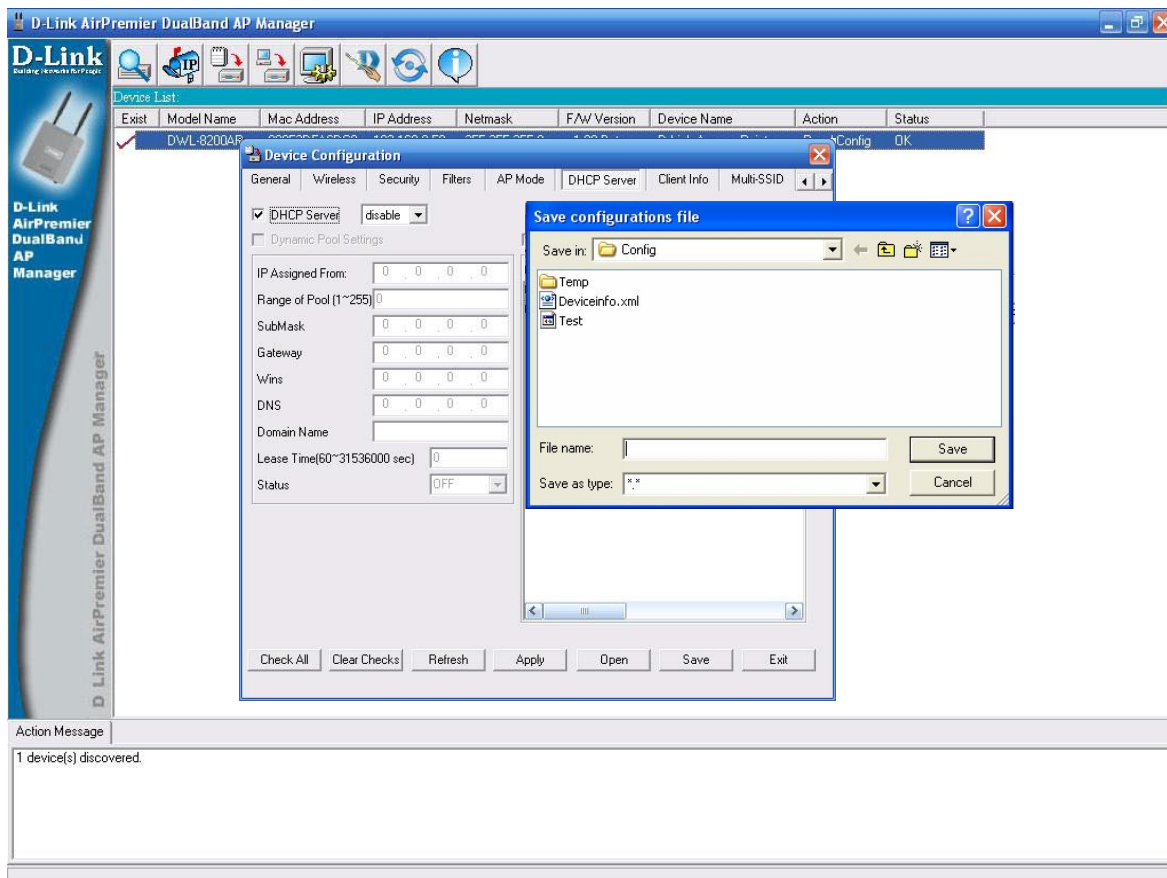 D-Link AirPremier DualBand AP Manager
D-Link
Building Networks for People
IP
Device List:
Exist Model Name Mac Address IP Address Netmask F/W Version Device Name Action Status
DWL-8200AP OK
Device Configuration
General Wireless Security Filters AP Mode DHCP Server Client Info Multi-SSID
DHCP Server disable
Dynamic Pool Settings
IP Assigned From: 0 . 0 . 0 . 0
Range of Pool (1~255) 0
SubMask 0 . 0 . 0 . 0
Gateway 0 . 0 . 0 . 0
Wins 0 . 0 . 0 . 0
DNS 0 . 0 . 0 . 0
Domain Name
Lease Time(60~31536000 sec) 0
Status OFF
Save configurations file
Save in: Config
Temp
Deviceinfo.xml
Test
File name:
Save
Save as type: *.*
Cancel
Check All Clear Checks Refresh Apply Open Save Exit
D-Link
AirPremier
DualBand
AP
Manager
D Link AirPremier DualBand AP Manager
Action Message
1 device(s) discovered.